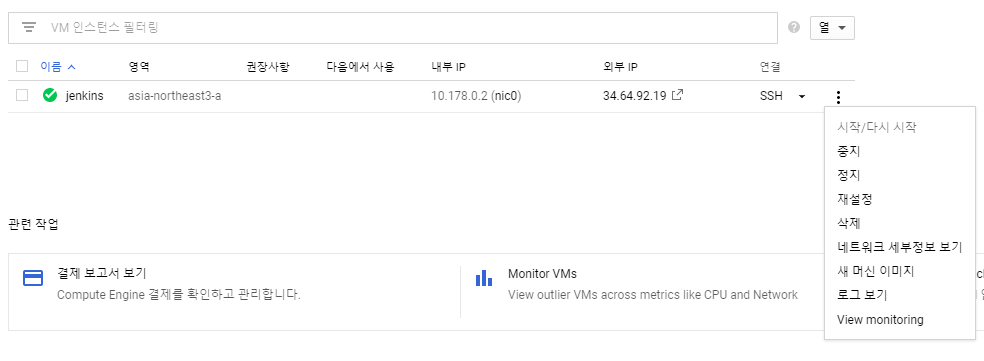 VM 인스턴스 필터링
열
이름 영역 권장사항 다음에서 사용 내부 IP 외부 IP 연결
jenkins asia-northeast3-a 10.178.0.2 (nic0) 34.64.92.19 SSH
시작/다시 시작
중지
정지
재설정
삭제
네트워크 세부정보 보기
새 머신 이미지
로그 보기
View monitoring
관련 작업
결제 보고서 보기
Compute Engine 결제를 확인하고 관리합니다.
Monitor VMs
View outlier VMs across metrics like CPU and Network